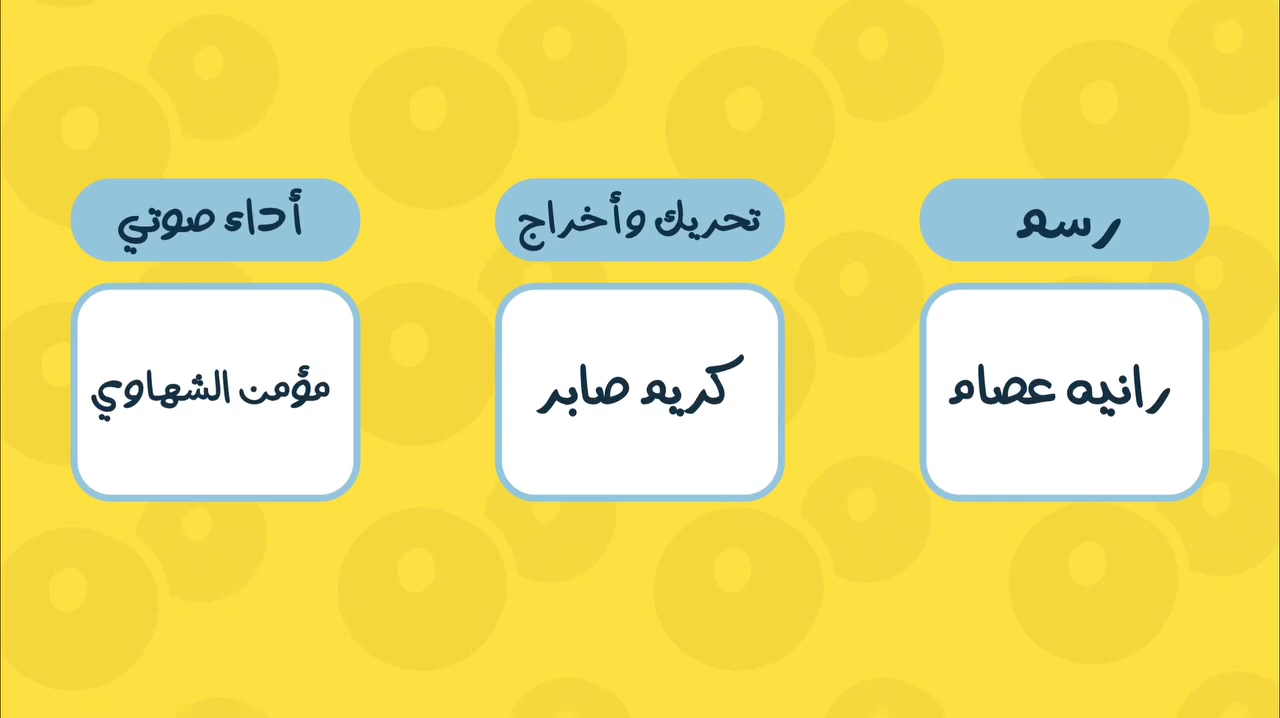 رسم
رانيه عصام
تحريك وأخراج
كريم صابر
أداء صوتي
مؤمن الشهاوي